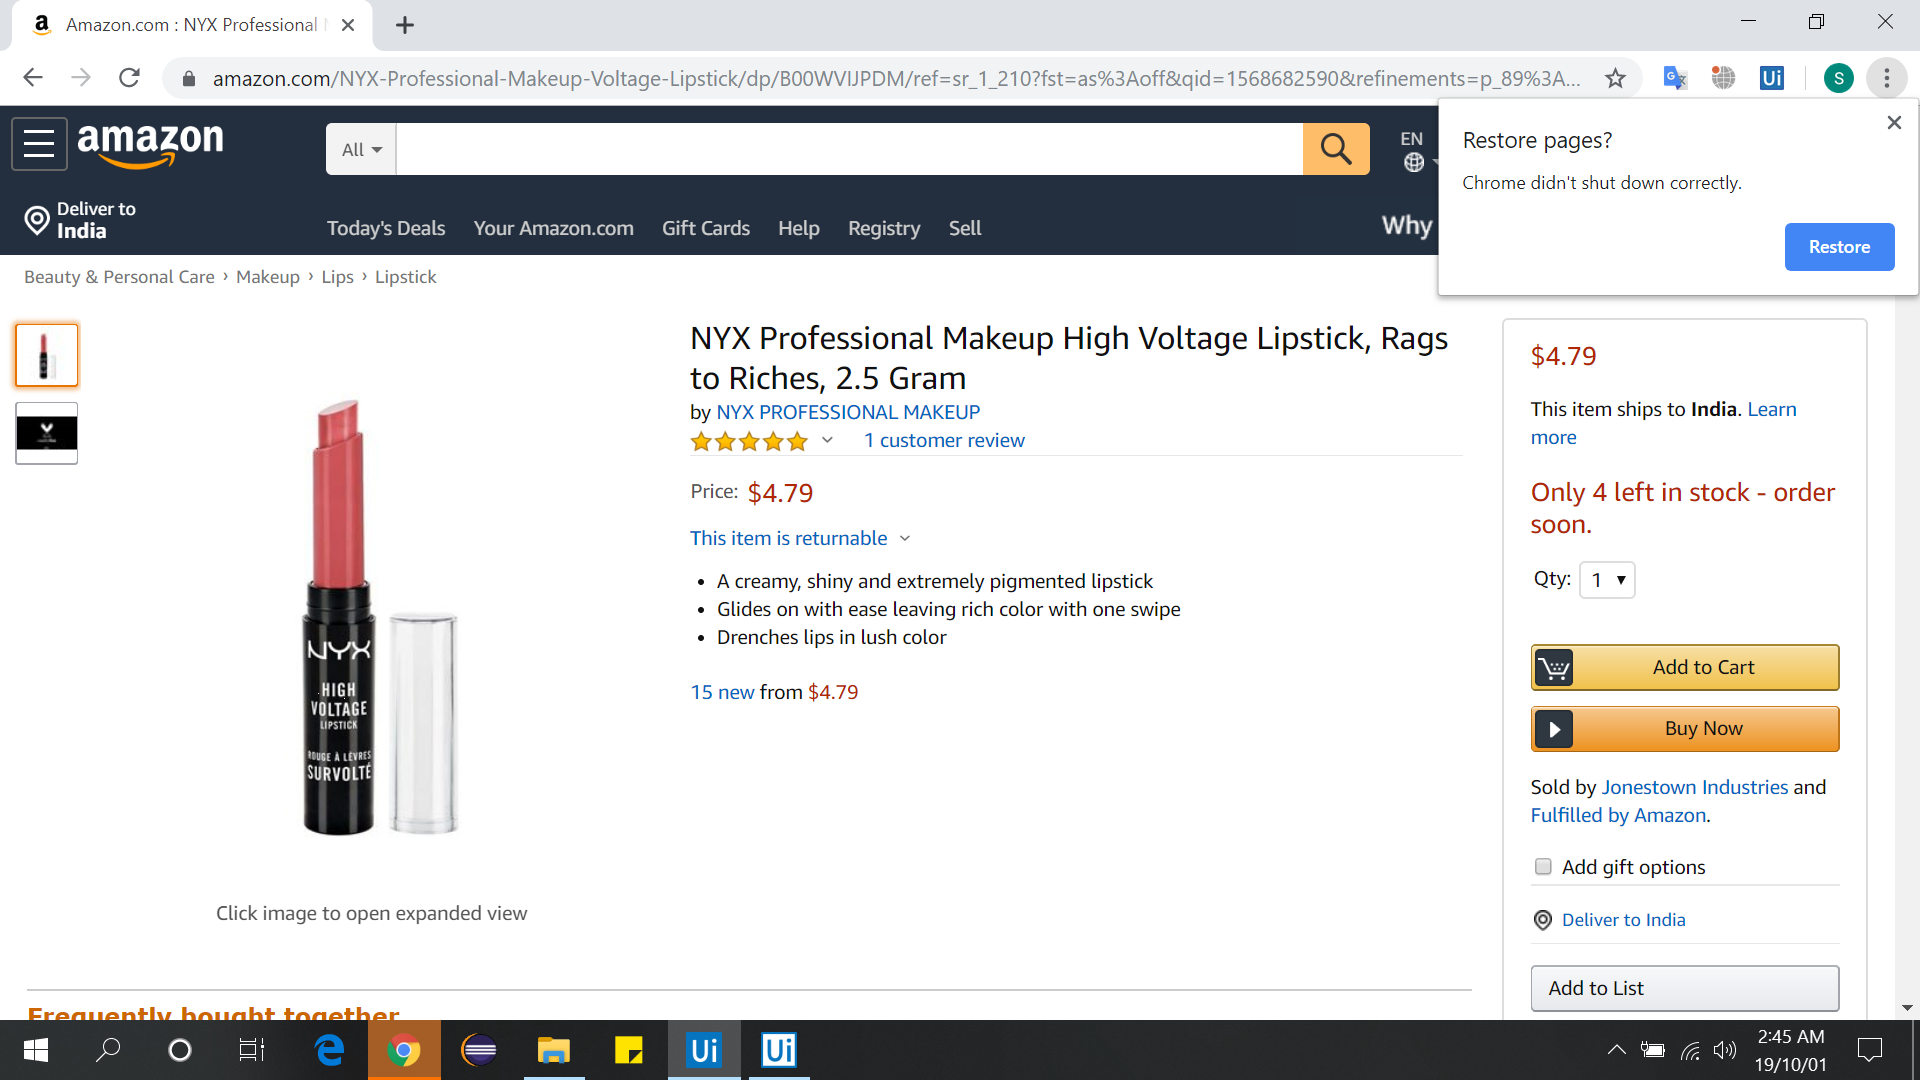 Amazon.com : NYX Professional
amazon.com/NYX-Professional-Makeup-Voltage-Lipstick/dp/B00WVIJPDM/ref=sr_1_210?fst=as%3Aoff&qid=1568682590&refinements=p_89%3A...
Ui
S
Restore pages?
Chrome didn't shut down correctly.
Restore
amazon
All
EN
Deliver to
India
Today's Deals
Your Amazon.com
Gift Cards
Help
Registry
Sell
Why
Beauty & Personal Care › Makeup › Lips › Lipstick
NYX Professional Makeup High Voltage Lipstick, Rags
to Riches, 2.5 Gram
by NYX PROFESSIONAL MAKEUP
1 customer review
Price: $4.79
This item is returnable
• A creamy, shiny and extremely pigmented lipstick
• Glides on with ease leaving rich color with one swipe
• Drenches lips in lush color
15 new from $4.79
NYX
HIGH
VOLTAGE
LIPSTICK
ROUGE À LÈVRES
SURVOLTÉ
Click image to open expanded view
$4.79
This item ships to India. Learn
more
Only 4 left in stock - order
soon.
Qty: 1
Add to Cart
Buy Now
Sold by Jonestown Industries and
Fulfilled by Amazon.
Add gift options
Deliver to India
Add to List
Frequently bought together
Ui
Ui
2:45 AM
19/10/01